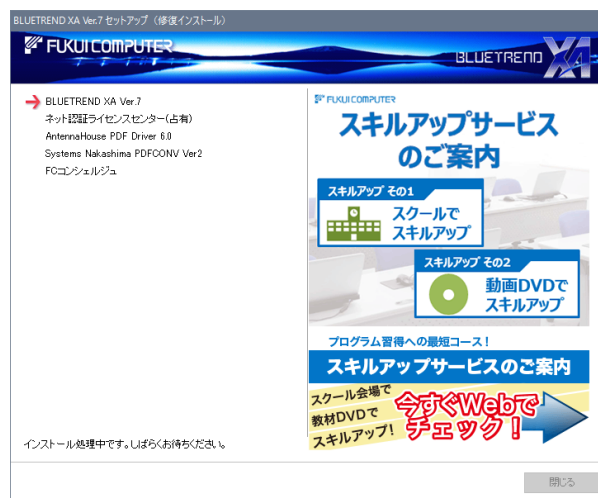 BLUETREND XA Ver.7 セットアップ（修復インストール）
FUKUI COMPUTER
BLUETREND XA
BLUETREND XA Ver.7
ネット認証ライセンスセンター(占有)
AntennaHouse PDF Driver 6.0
Systems Nakashima PDFCONV Ver2
FCコンシェルジュ
インストール処理中です。しばらくお待ちください。
FUKUI COMPUTER
スキルアップサービス
のご案内
スキルアップ その1
スクールで
スキルアップ
スキルアップ その2
動画DVDで
スキルアップ
プログラム習得への最短コース！
スキルアップサービスのご案内
スクール会場で
教材DVDで
スキルアップ!
今すぐWebで
チェック！
閉じる